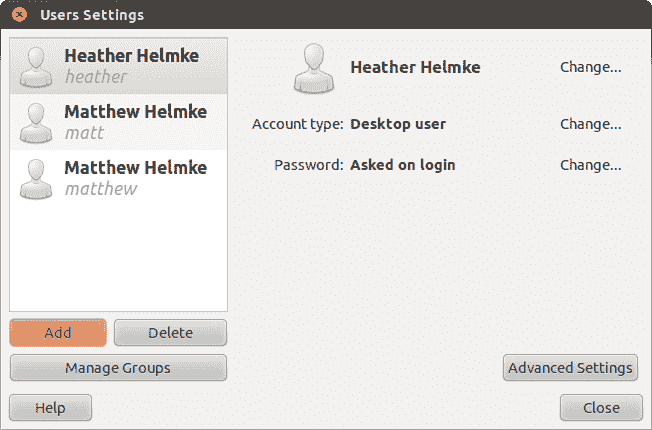 Users Settings
Heather Helmke
heather
Matthew Helmke
matt
Matthew Helmke
matthew
Heather Helmke Change...
Account type: Desktop user Change...
Password: Asked on login Change...
Add Delete
Manage Groups Advanced Settings
Help Close